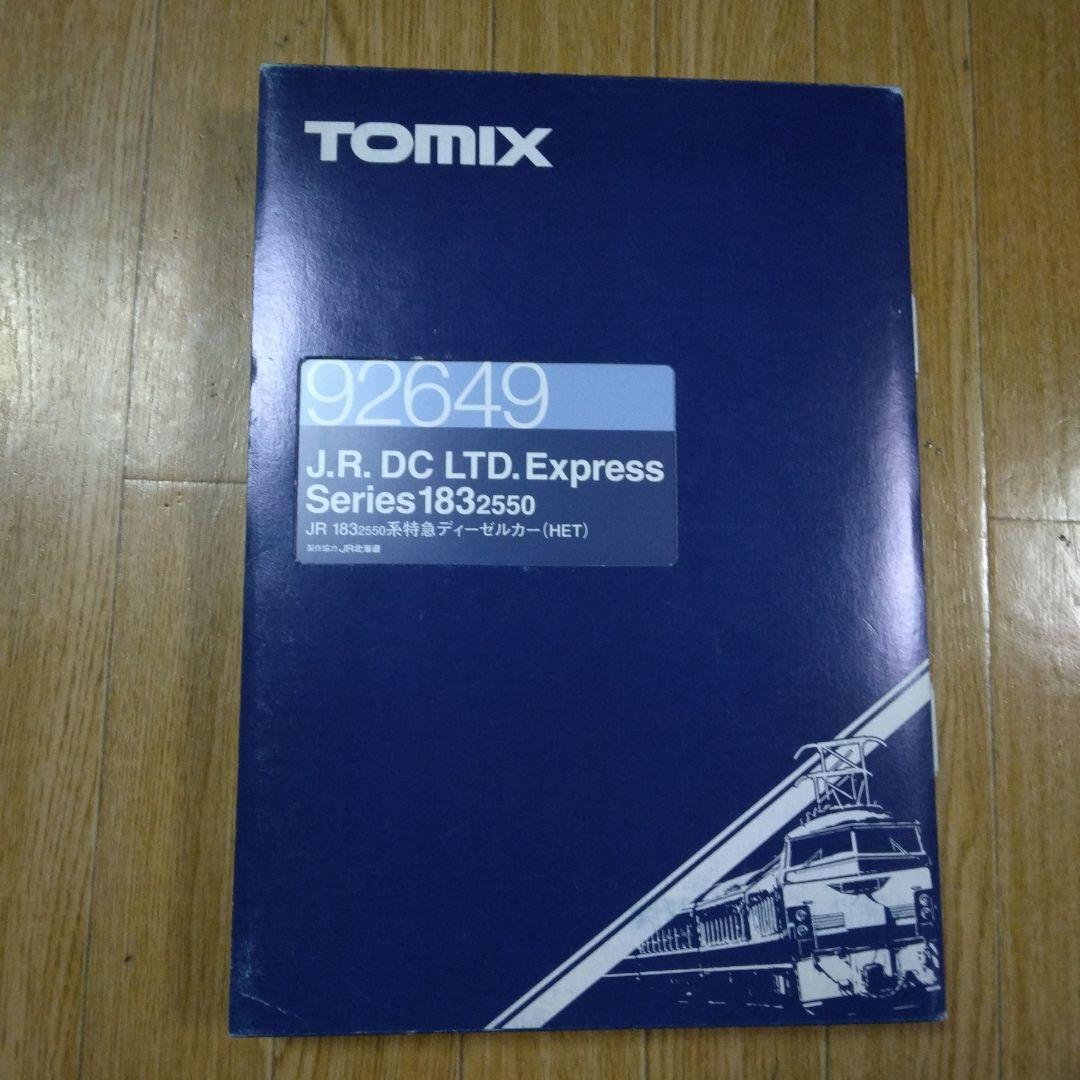 TOMIX
92649
J.R. DC LTD. Express
Series 183 2550
JR 183 2550系特急ディーゼルカー(HET)
製作協力 JR北海道